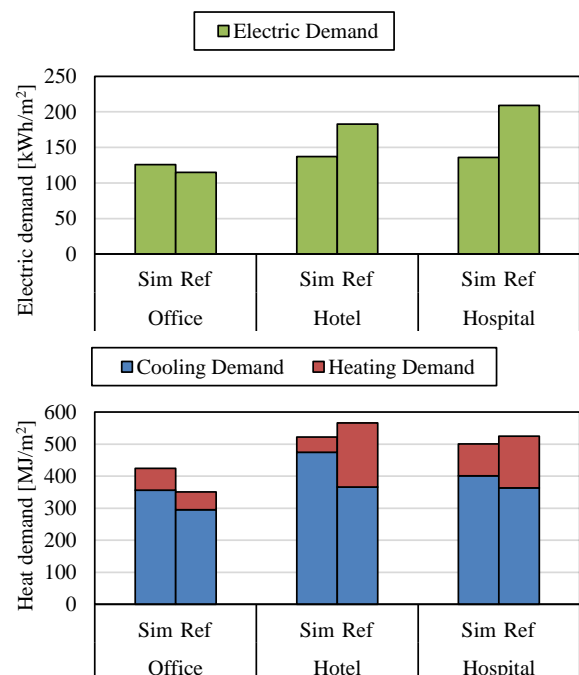 Electric Demand
Electric demand [kWh/m²]
250
200
150
100
50
0
Sim Ref Sim Ref Sim Ref
Office Hotel Hospital
Cooling Demand Heating Demand
Heat demand [MJ/m²]
600
500
400
300
200
100
0
Sim Ref Sim Ref Sim Ref
Office Hotel Hospital